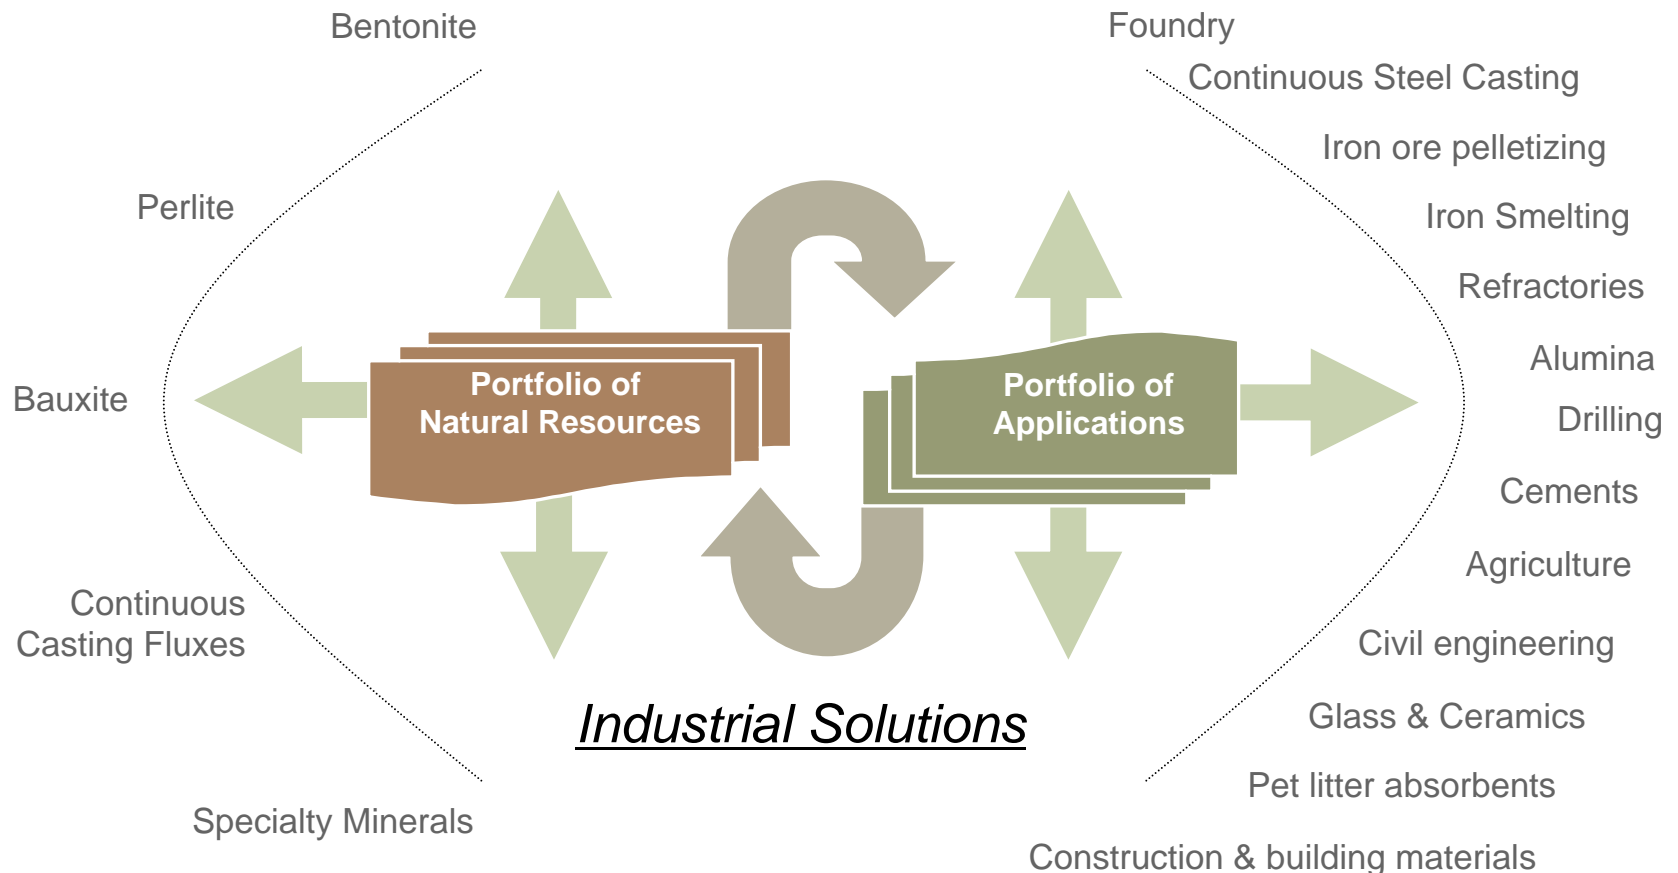 Bentonite
Perlite
Bauxite
Continuous
Casting Fluxes
Specialty Minerals
Portfolio of
Natural Resources
Portfolio of
Applications
Industrial Solutions
Foundry
Continuous Steel Casting
Iron ore pelletizing
Iron Smelting
Refractories
Alumina
Drilling
Cements
Agriculture
Civil engineering
Glass & Ceramics
Pet litter absorbents
Construction & building materials